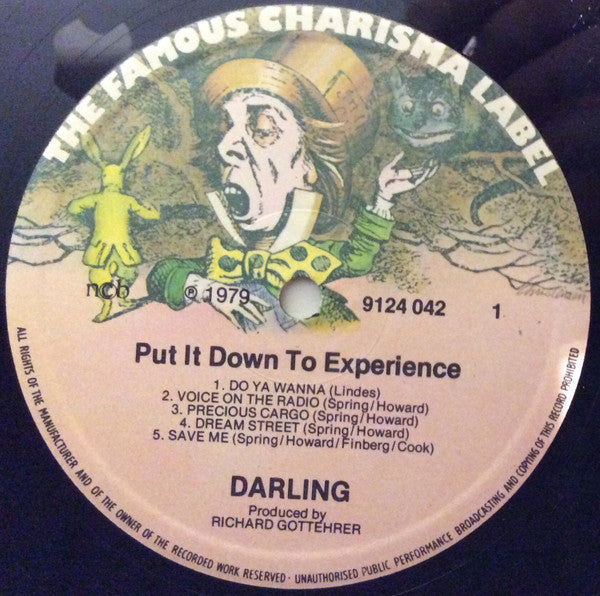 THE FAMOUS CHARISMA LABEL
ncb
℗ 1979
9124 042
1
Put It Down To Experience
1. DO YA WANNA (Lindes)
2. VOICE ON THE RADIO (Spring/Howard)
3. PRECIOUS CARGO (Spring/Howard)
4. DREAM STREET (Spring/Howard)
5. SAVE ME (Spring/Howard/Finberg/Cook)
DARLING
Produced by
RICHARD GOTTEHRER
ALL RIGHTS OF THE MANUFACTURER AND OF THE OWNER OF THE RECORDED WORK RESERVED · UNAUTHORISED PUBLIC PERFORMANCE BROADCASTING AND COPYING OF THIS RECORD PROHIBITED